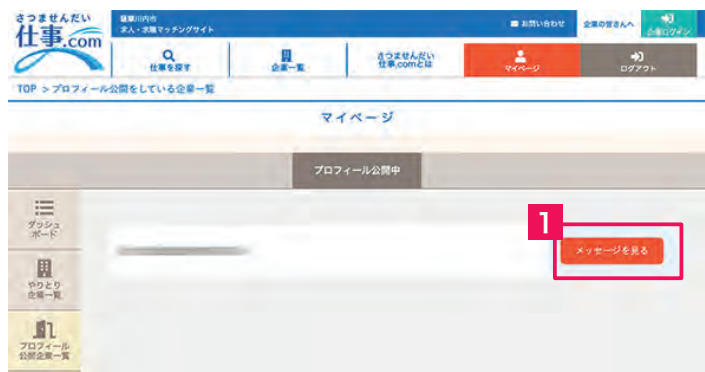 さつませんだい
仕事.com
薩摩川内市
求人・求職マッチングサイト
お問い合わせ
企業の皆さんへ
企業ログイン
仕事を探す
企業一覧
さつませんだい
仕事.comとは
マイページ
ログアウト
TOP > プロフィール公開をしている企業一覧
マイページ
プロフィール公開中
ダッシュ
ボード
やりとり
企業一覧
プロフィール
公開企業一覧
1
メッセージを見る